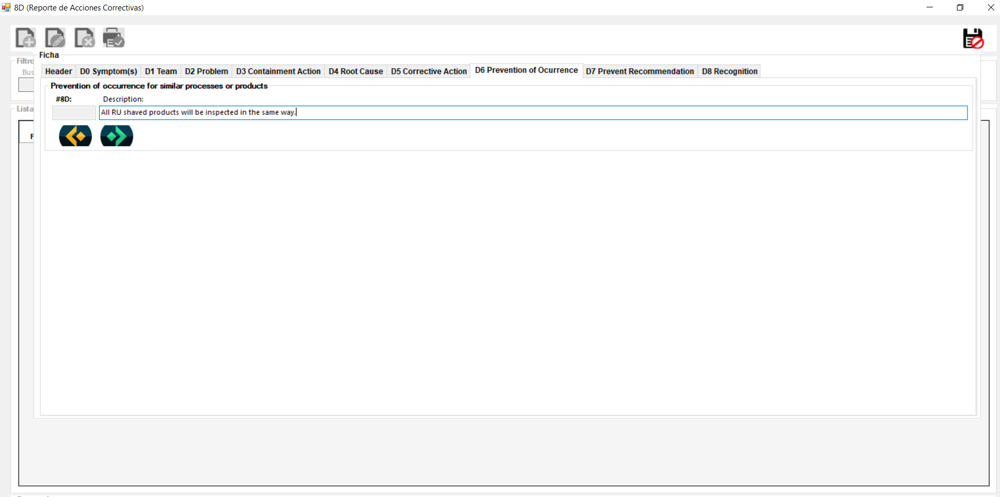 8D (Reporte de Acciones Correctivas)
Ficha
Filtro
Bus
Header D0 Symptom(s) D1 Team D2 Problem D3 Containment Action D4 Root Cause D5 Corrective Action D6 Prevention of Ocurrence D7 Prevent Recommendation D8 Recognition
Prevention of occurrence for similar processes or products
#8D: Description:
Lista
All RU shaved products will be inspected in the same way.
F